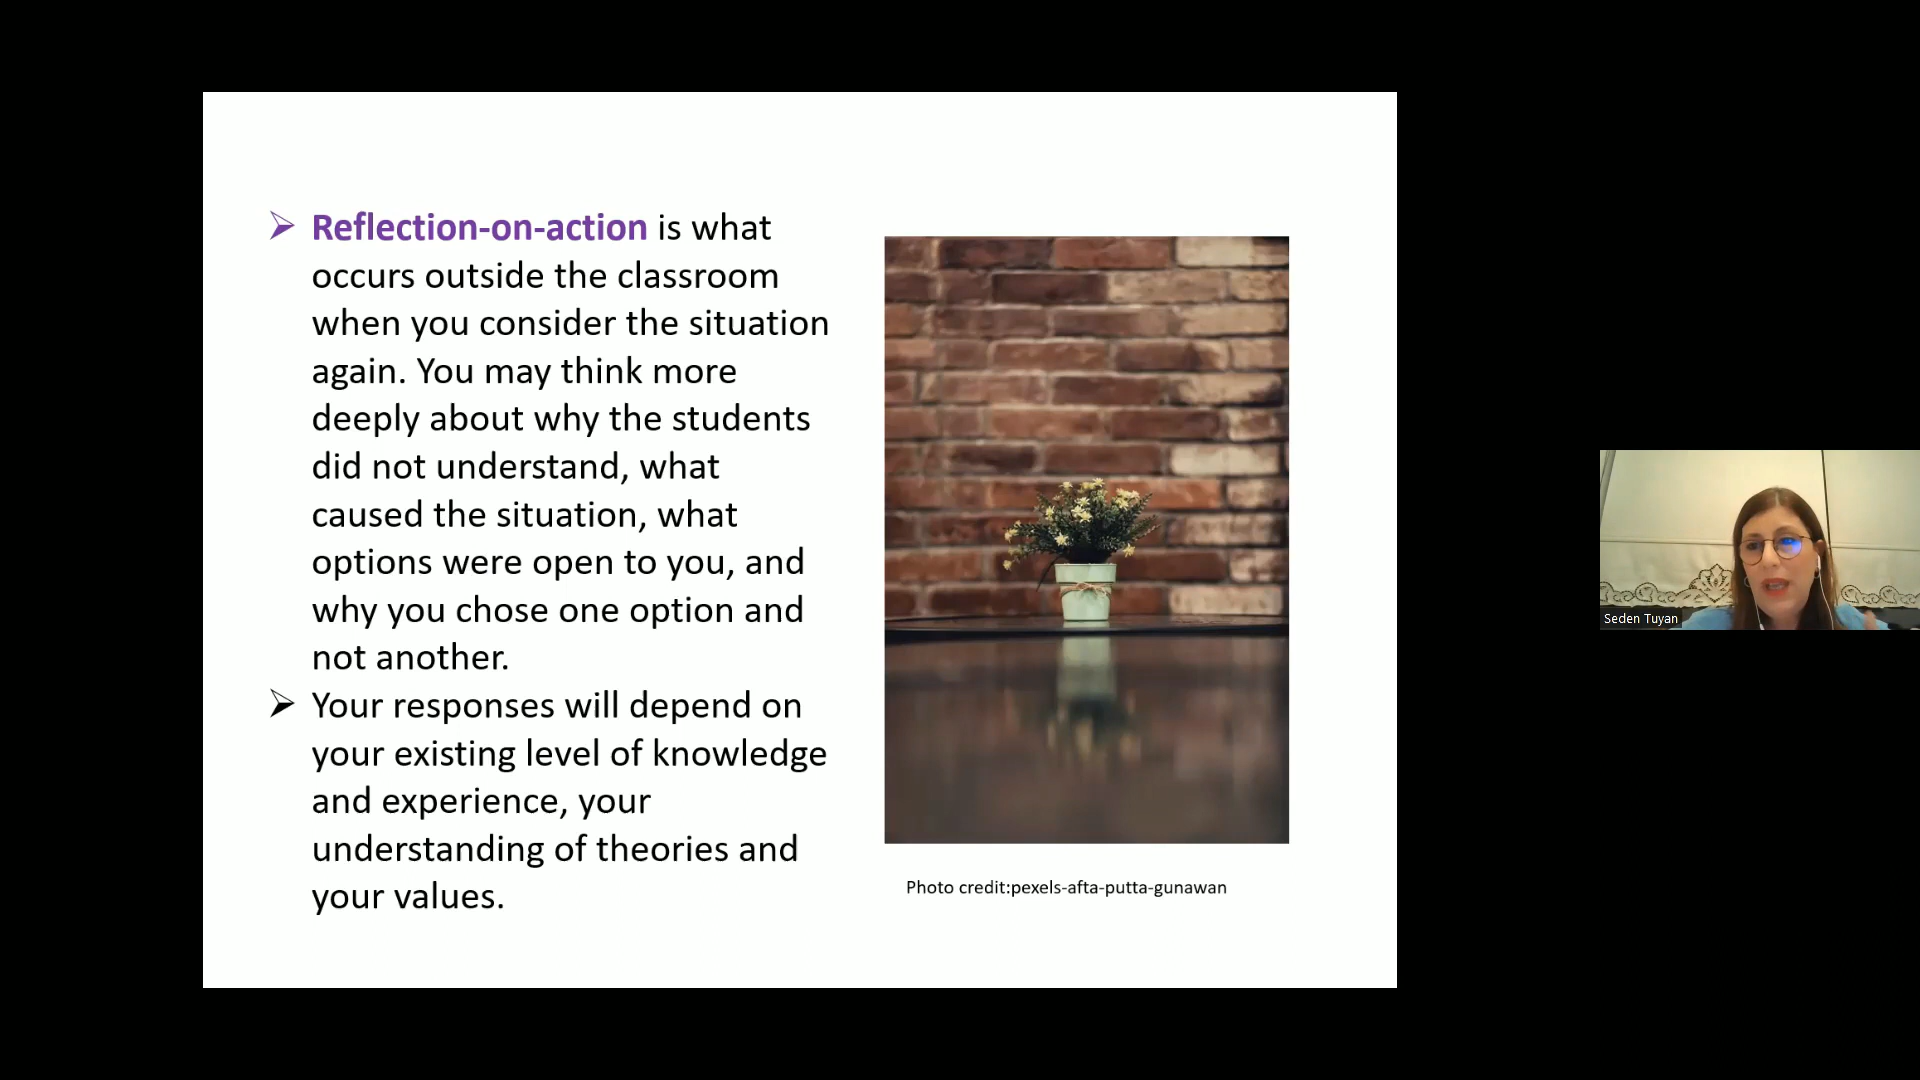 Reflection-on-action is what
occurs outside the classroom
when you consider the situation
again. You may think more
deeply about why the students
did not understand, what
caused the situation, what
options were open to you, and
why you chose one option and
not another.
Your responses will depend on
your existing level of knowledge
and experience, your
understanding of theories and
your values.
Photo credit:pexels-afta-putta-gunawan
Seden Tuyan